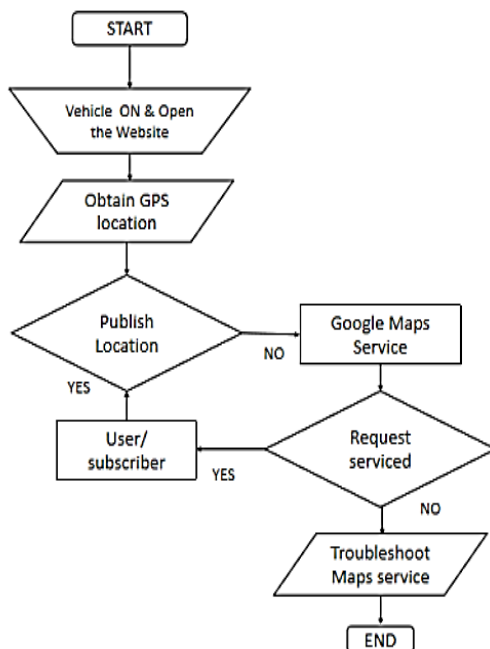 START
Vehicle ON & Open
the Website
Obtain GPS
location
Publish
Location
NO
Google Maps
Service
YES
User/
subscriber
YES
Request
serviced
NO
Troubleshoot
Maps service
END